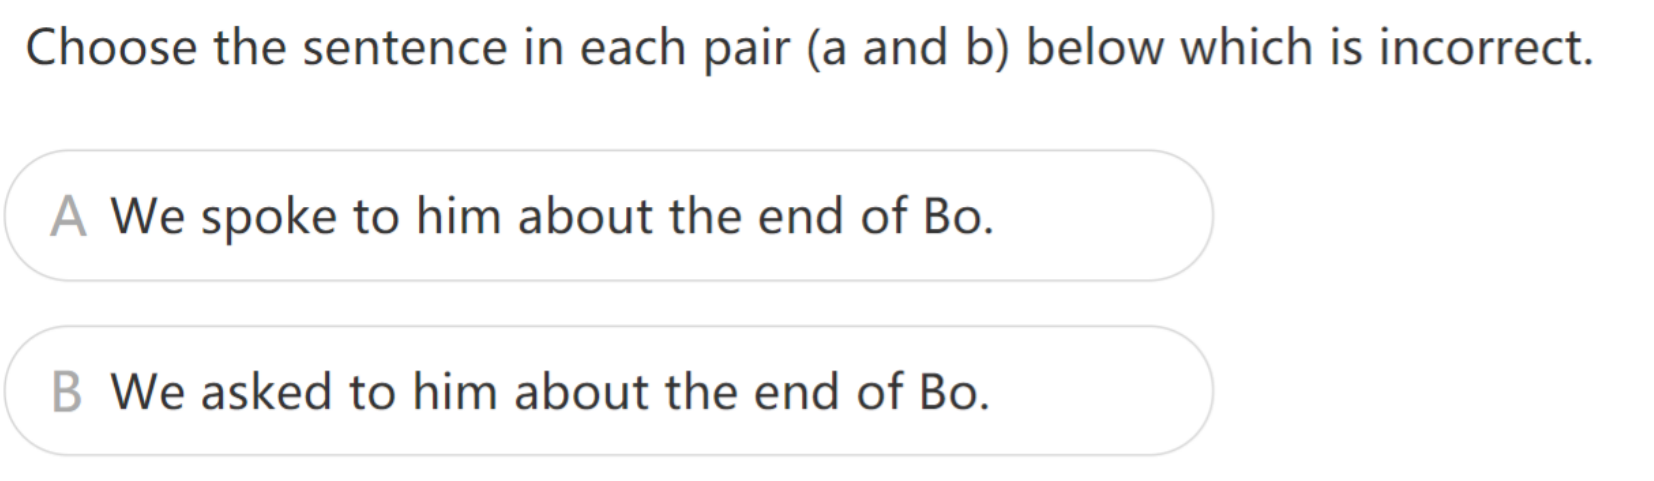 Choose the sentence in each pair (a and b) below which is incorrect.
A We spoke to him about the end of Bo.
B We asked to him about the end of Bo.